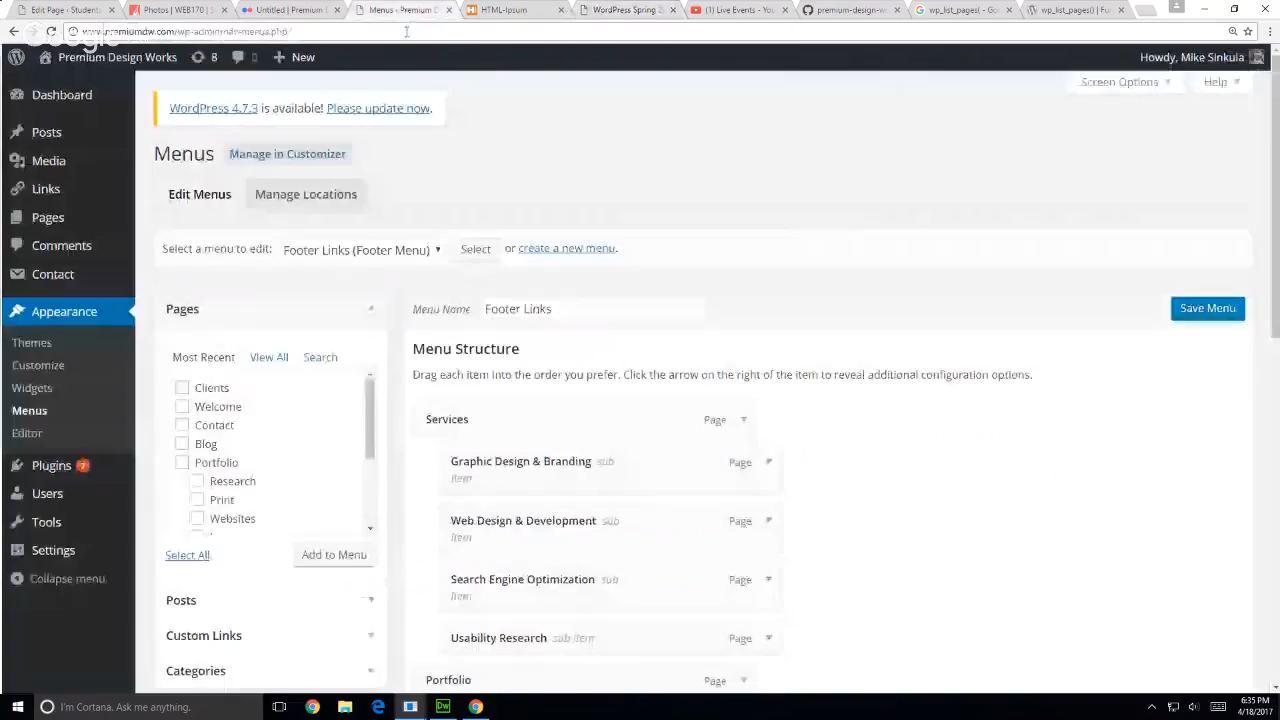 Edit Page ‹ Students
Photos | WEB170 | S
Untitled | Premium D
Menus ‹ Premium D
HTML-Ipsum
WordPress Spring 2
Live Events - You
premium-design-wo
wp_list_pages( - Go
wp_list_pages() | Fu
www.premiumdw.com/wp-admin/nav-menus.php
Premium Design Works
8
New
Howdy, Mike Sinkula
Dashboard
Posts
Media
Links
Pages
Comments
Contact
Appearance
Themes
Customize
Widgets
Menus
Editor
Plugins 7
Users
Tools
Settings
Collapse menu
Screen Options
Help
WordPress 4.7.3 is available! Please update now.
Menus
Manage in Customizer
Edit Menus
Manage Locations
Select a menu to edit:
Footer Links (Footer Menu)
Select
or create a new menu.
Pages
Most Recent
View All
Search
Clients
Welcome
Contact
Blog
Portfolio
Research
Print
Websites
Select All
Add to Menu
Posts
Custom Links
Categories
Menu Name
Footer Links
Save Menu
Menu Structure
Drag each item into the order you prefer. Click the arrow on the right of the item to reveal additional configuration options.
Services
Page
Graphic Design & Branding sub
item
Page
Web Design & Development sub
item
Page
Search Engine Optimization sub
item
Page
Usability Research sub item
Page
Portfolio
Page
I'm Cortana. Ask me anything.
6:35 PM
4/18/2017